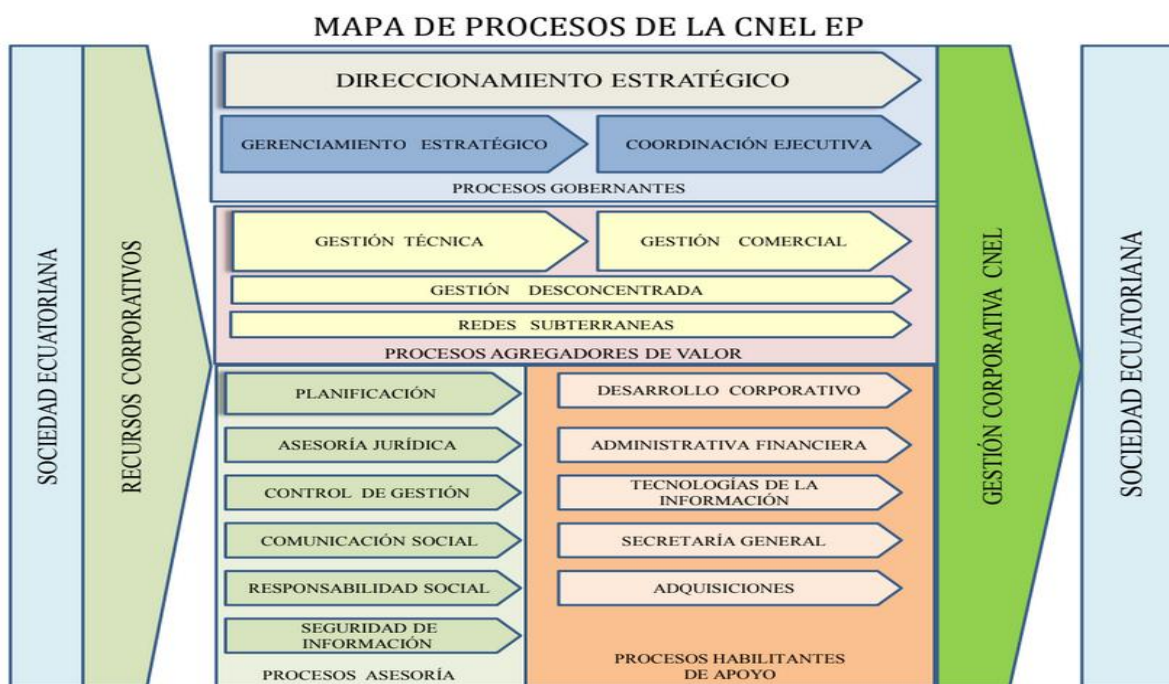 MAPA DE PROCESOS DE LA CNEL EP
SOCIEDAD ECUATORIANA
RECURSOS CORPORATIVOS
DIRECCIONAMIENTO ESTRATÉGICO
GERENCIAMIENTO ESTRATÉGICO
COORDINACIÓN EJECUTIVA
PROCESOS GOBERNANTES
GESTIÓN TÉCNICA
GESTIÓN COMERCIAL
GESTIÓN DESCONCENTRADA
REDES SUBTERRANEAS
PROCESOS AGREGADORES DE VALOR
PLANIFICACIÓN
ASESORÍA JURÍDICA
CONTROL DE GESTIÓN
COMUNICACIÓN SOCIAL
RESPONSABILIDAD SOCIAL
SEGURIDAD DE
INFORMACIÓN
PROCESOS ASESORÍA
DESARROLLO CORPORATIVO
ADMINISTRATIVA FINANCIERA
TECNOLOGÍAS DE LA
INFORMACIÓN
SECRETARÍA GENERAL
ADQUISICIONES
PROCESOS HABILITANTES
DE APOYO
GESTIÓN CORPORATIVA CNEL
SOCIEDAD ECUATORIANA